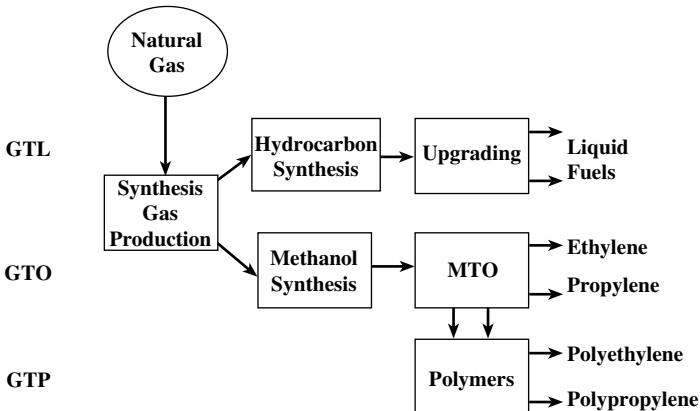 Natural
Gas
GTL
Hydrocarbon
Synthesis
Upgrading
Liquid
Fuels
Synthesis
Gas
Production
GTO
Methanol
Synthesis
MTO
Ethylene
Propylene
GTP
Polymers
Polyethylene
Polypropylene